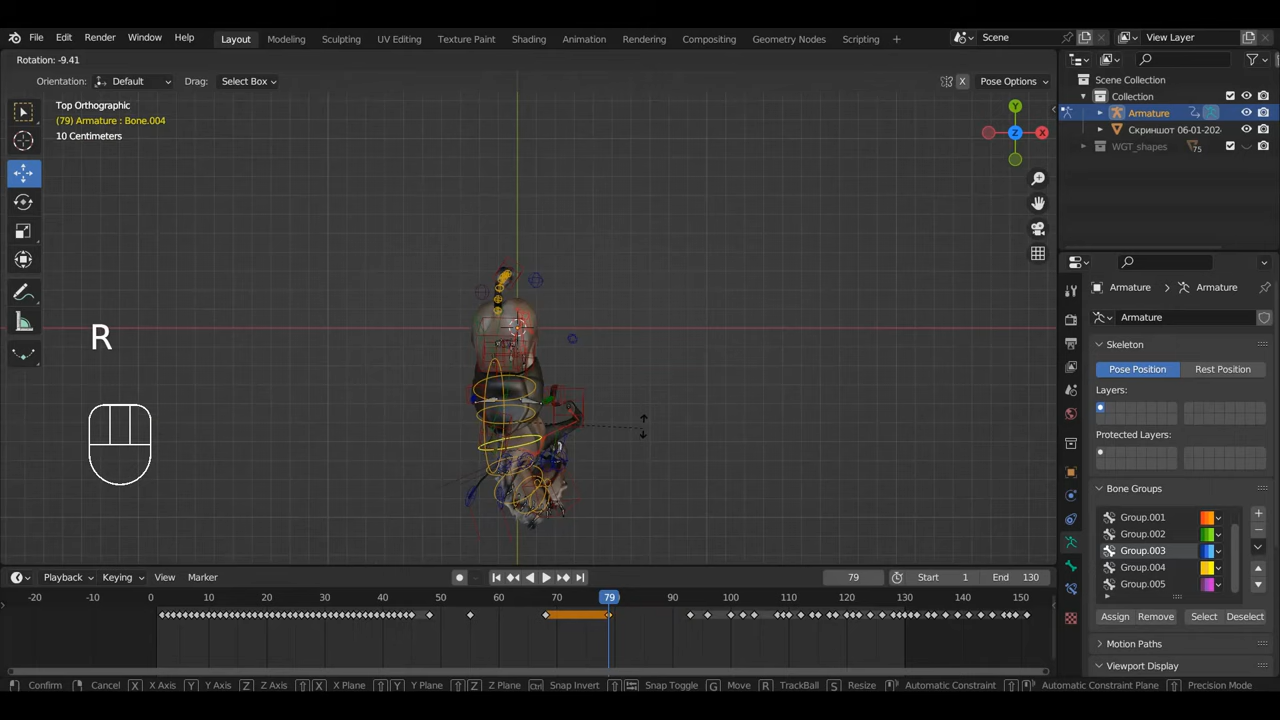 File Edit Render Window Help Layout Modeling Sculpting UV Editing Texture Paint Shading Animation Rendering Compositing Geometry Nodes Scripting + Scene View Layer
Rotation: -9.41
Orientation: Default Drag: Select Box X Pose Options
Top Orthographic
(79) Armature : Bone.004
10 Centimeters
Y
Z
X
R
Scene Collection
Collection
Armature
Скриншот 06-01-202
WGT_shapes 75
Armature > Armature
Armature
Skeleton
Pose Position Rest Position
Layers:
Protected Layers:
Bone Groups
Group.001
Group.002
Group.003
Group.004
Group.005
Assign Remove Select Deselect
Motion Paths
Viewport Display
Playback Keying View Marker 79 Start 1 End 130
-20 -10 0 10 20 30 40 50 60 70 79 90 100 110 120 130 140 150
Confirm Cancel X X Axis Y Y Axis Z Z Axis X X Plane Y Y Plane Z Z Plane Ctrl Snap Invert Snap Toggle G Move R TrackBall S Resize Automatic Constraint Automatic Constraint Plane Precision Mode